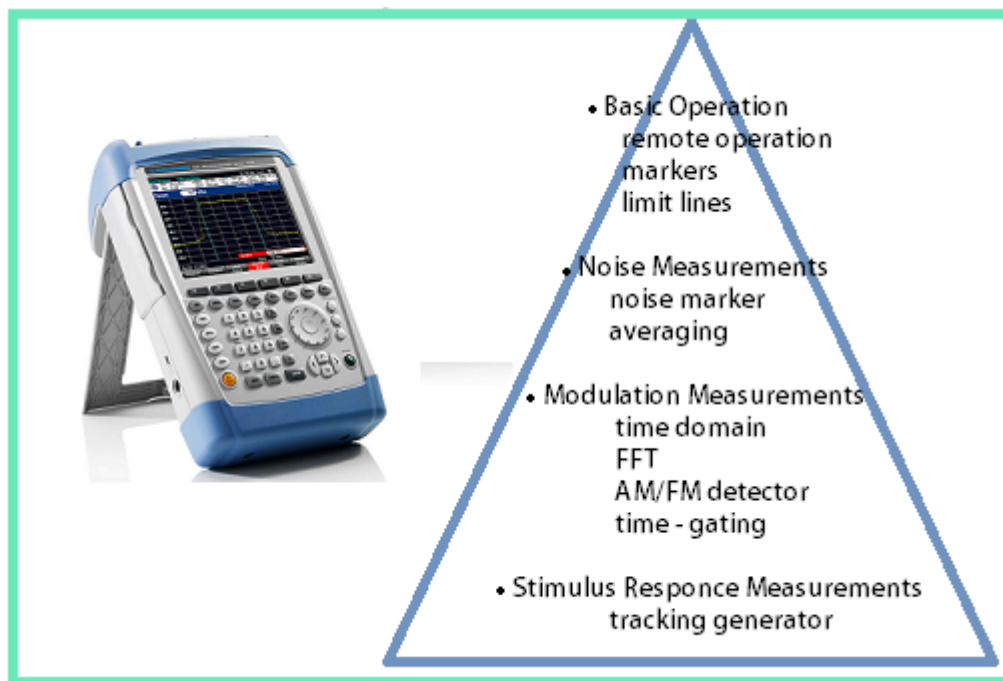 • Basic Operation
remote operation
markers
limit lines
• Noise Measurements
noise marker
averaging
• Modulation Measurements
time domain
FFT
AM/FM detector
time - gating
• Stimulus Responce Measurements
tracking generator